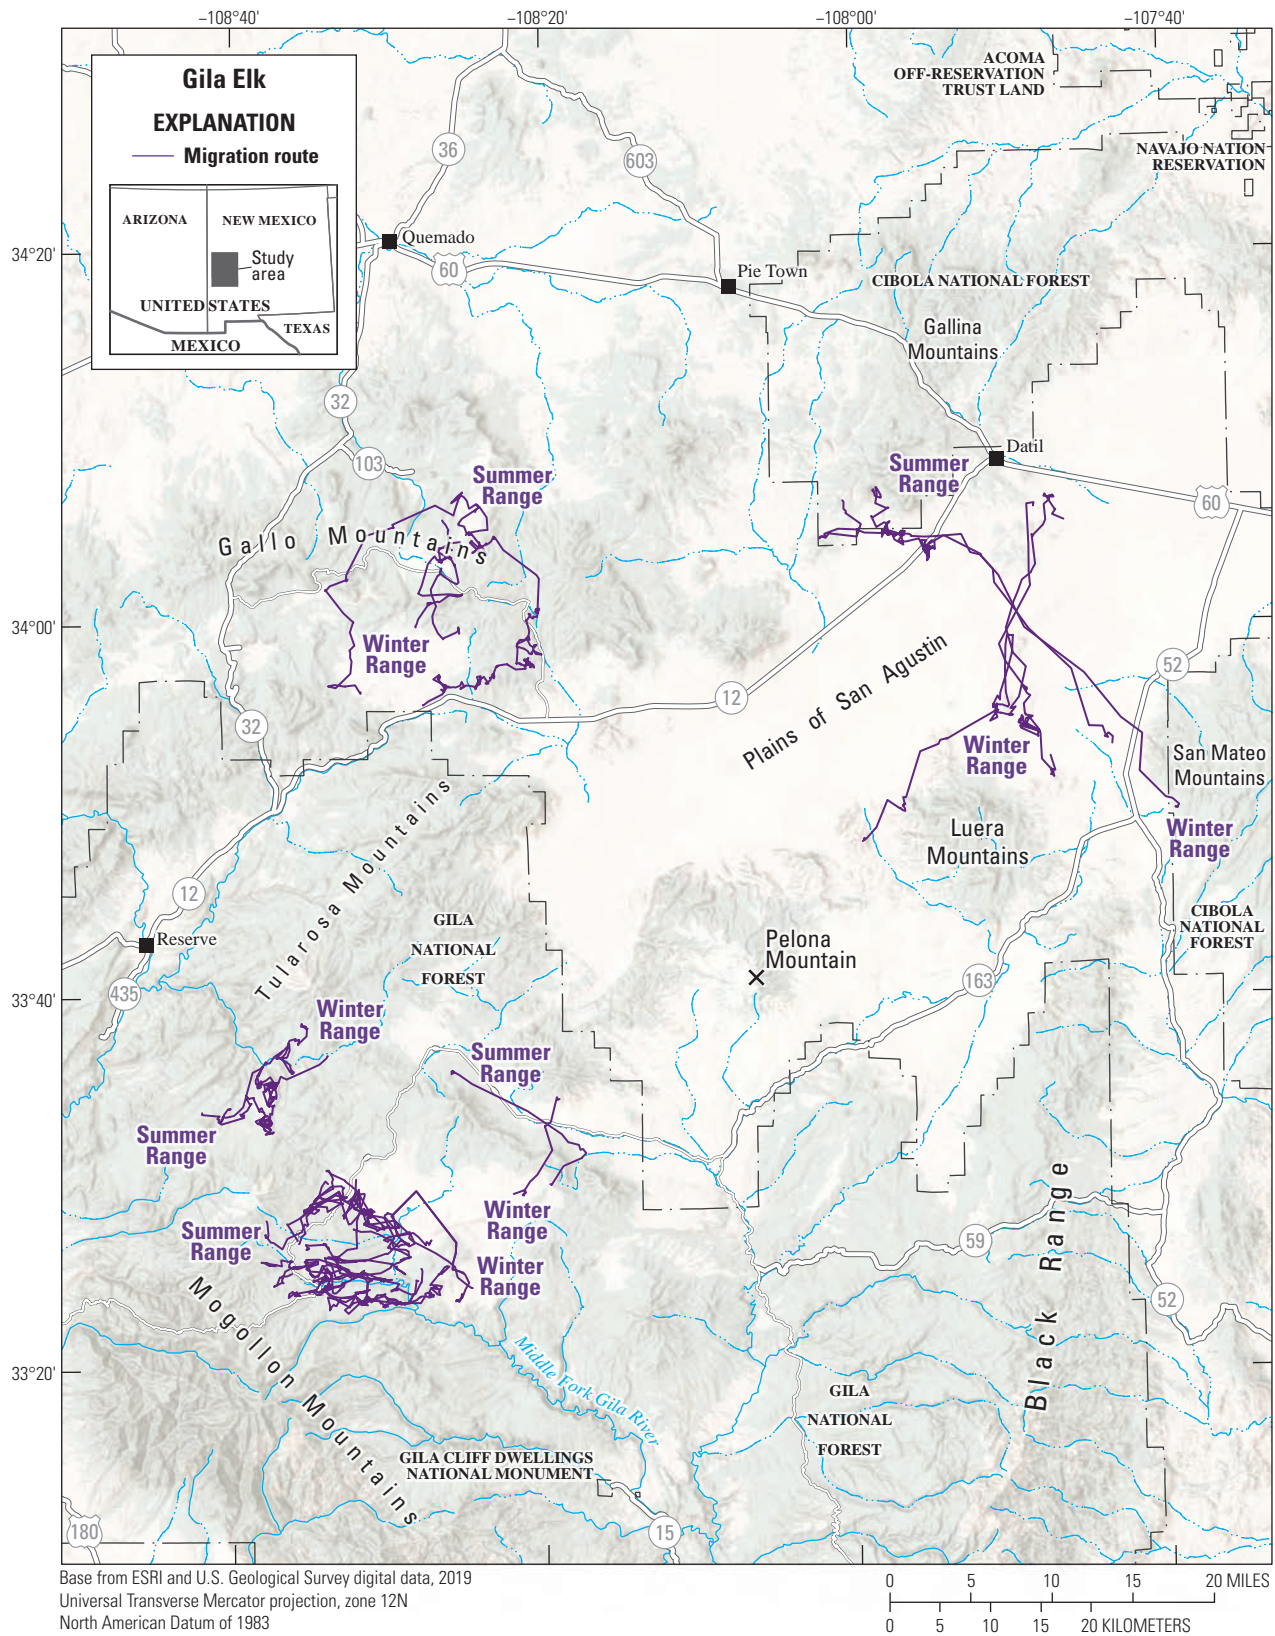 −108°40'
−108°20'
−108°00'
−107°40'
Gila Elk
EXPLANATION
Migration route
ARIZONA
NEW MEXICO
Study
area
UNITED STATES
TEXAS
MEXICO
ACOMA
OFF-RESERVATION
TRUST LAND
NAVAJO NATION
RESERVATION
36
603
34°20'
Quemado
60
Pie Town
CIBOLA NATIONAL FOREST
Gallina
Mountains
32
103
Datil
Summer
Range
Summer
Range
60
Gallo Mountains
34°00'
Winter
Range
52
12
Plains of San Agustin
32
Winter
Range
San Mateo
Mountains
Luera
Mountains
Winter
Range
Tularosa Mountains
12
Reserve
GILA
NATIONAL
FOREST
CIBOLA
NATIONAL
FOREST
Pelona
Mountain
33°40'
435
163
Winter
Range
Summer
Range
Summer
Range
Winter
Range
Summer
Range
Winter
Range
59
Black Range
52
Mogollon Mountains
33°20'
Middle Fork Gila River
GILA
NATIONAL
FOREST
GILA CLIFF DWELLINGS
NATIONAL MONUMENT
180
15
Base from ESRI and U.S. Geological Survey digital data, 2019
Universal Transverse Mercator projection, zone 12N
North American Datum of 1983
0 5 10 15 20 MILES
0 5 10 15 20 KILOMETERS